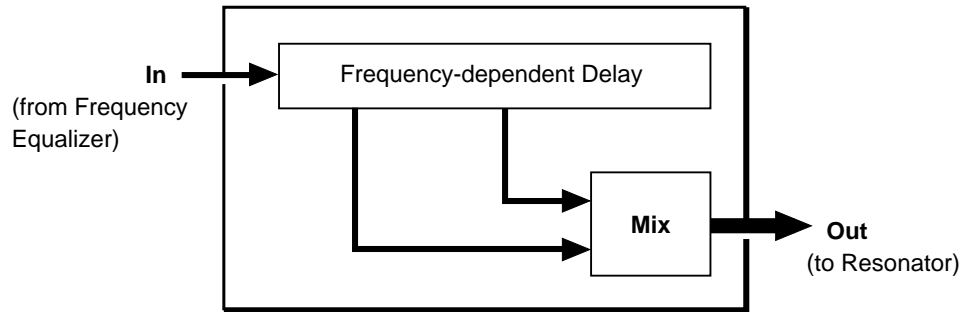 Frequency-dependent Delay
In
(from Frequency
Equalizer)
Mix
Out
(to Resonator)